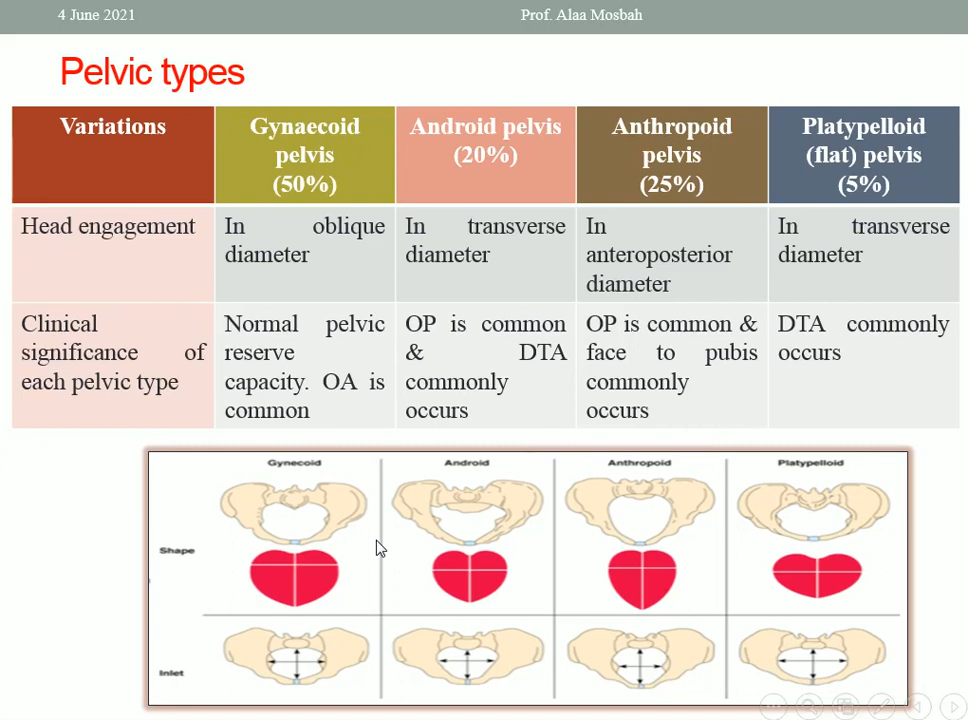 4 June 2021
Prof. Alaa Mosbah
Pelvic types
Variations
Gynaecoid
pelvis
(50%)
Android pelvis
(20%)
Anthropoid
pelvis
(25%)
Platypelloid
(flat) pelvis
(5%)
Head engagement
In oblique
diameter
In transverse
diameter
In
anteroposterior
diameter
In transverse
diameter
Clinical
significance of
each pelvic type
Normal pelvic
reserve
capacity. OA is
common
OP is common
& DTA
commonly
occurs
OP is common &
face to pubis
commonly
occurs
DTA commonly
occurs
Gynecoid
Android
Anthropoid
Platypelloid
Shape
Inlet